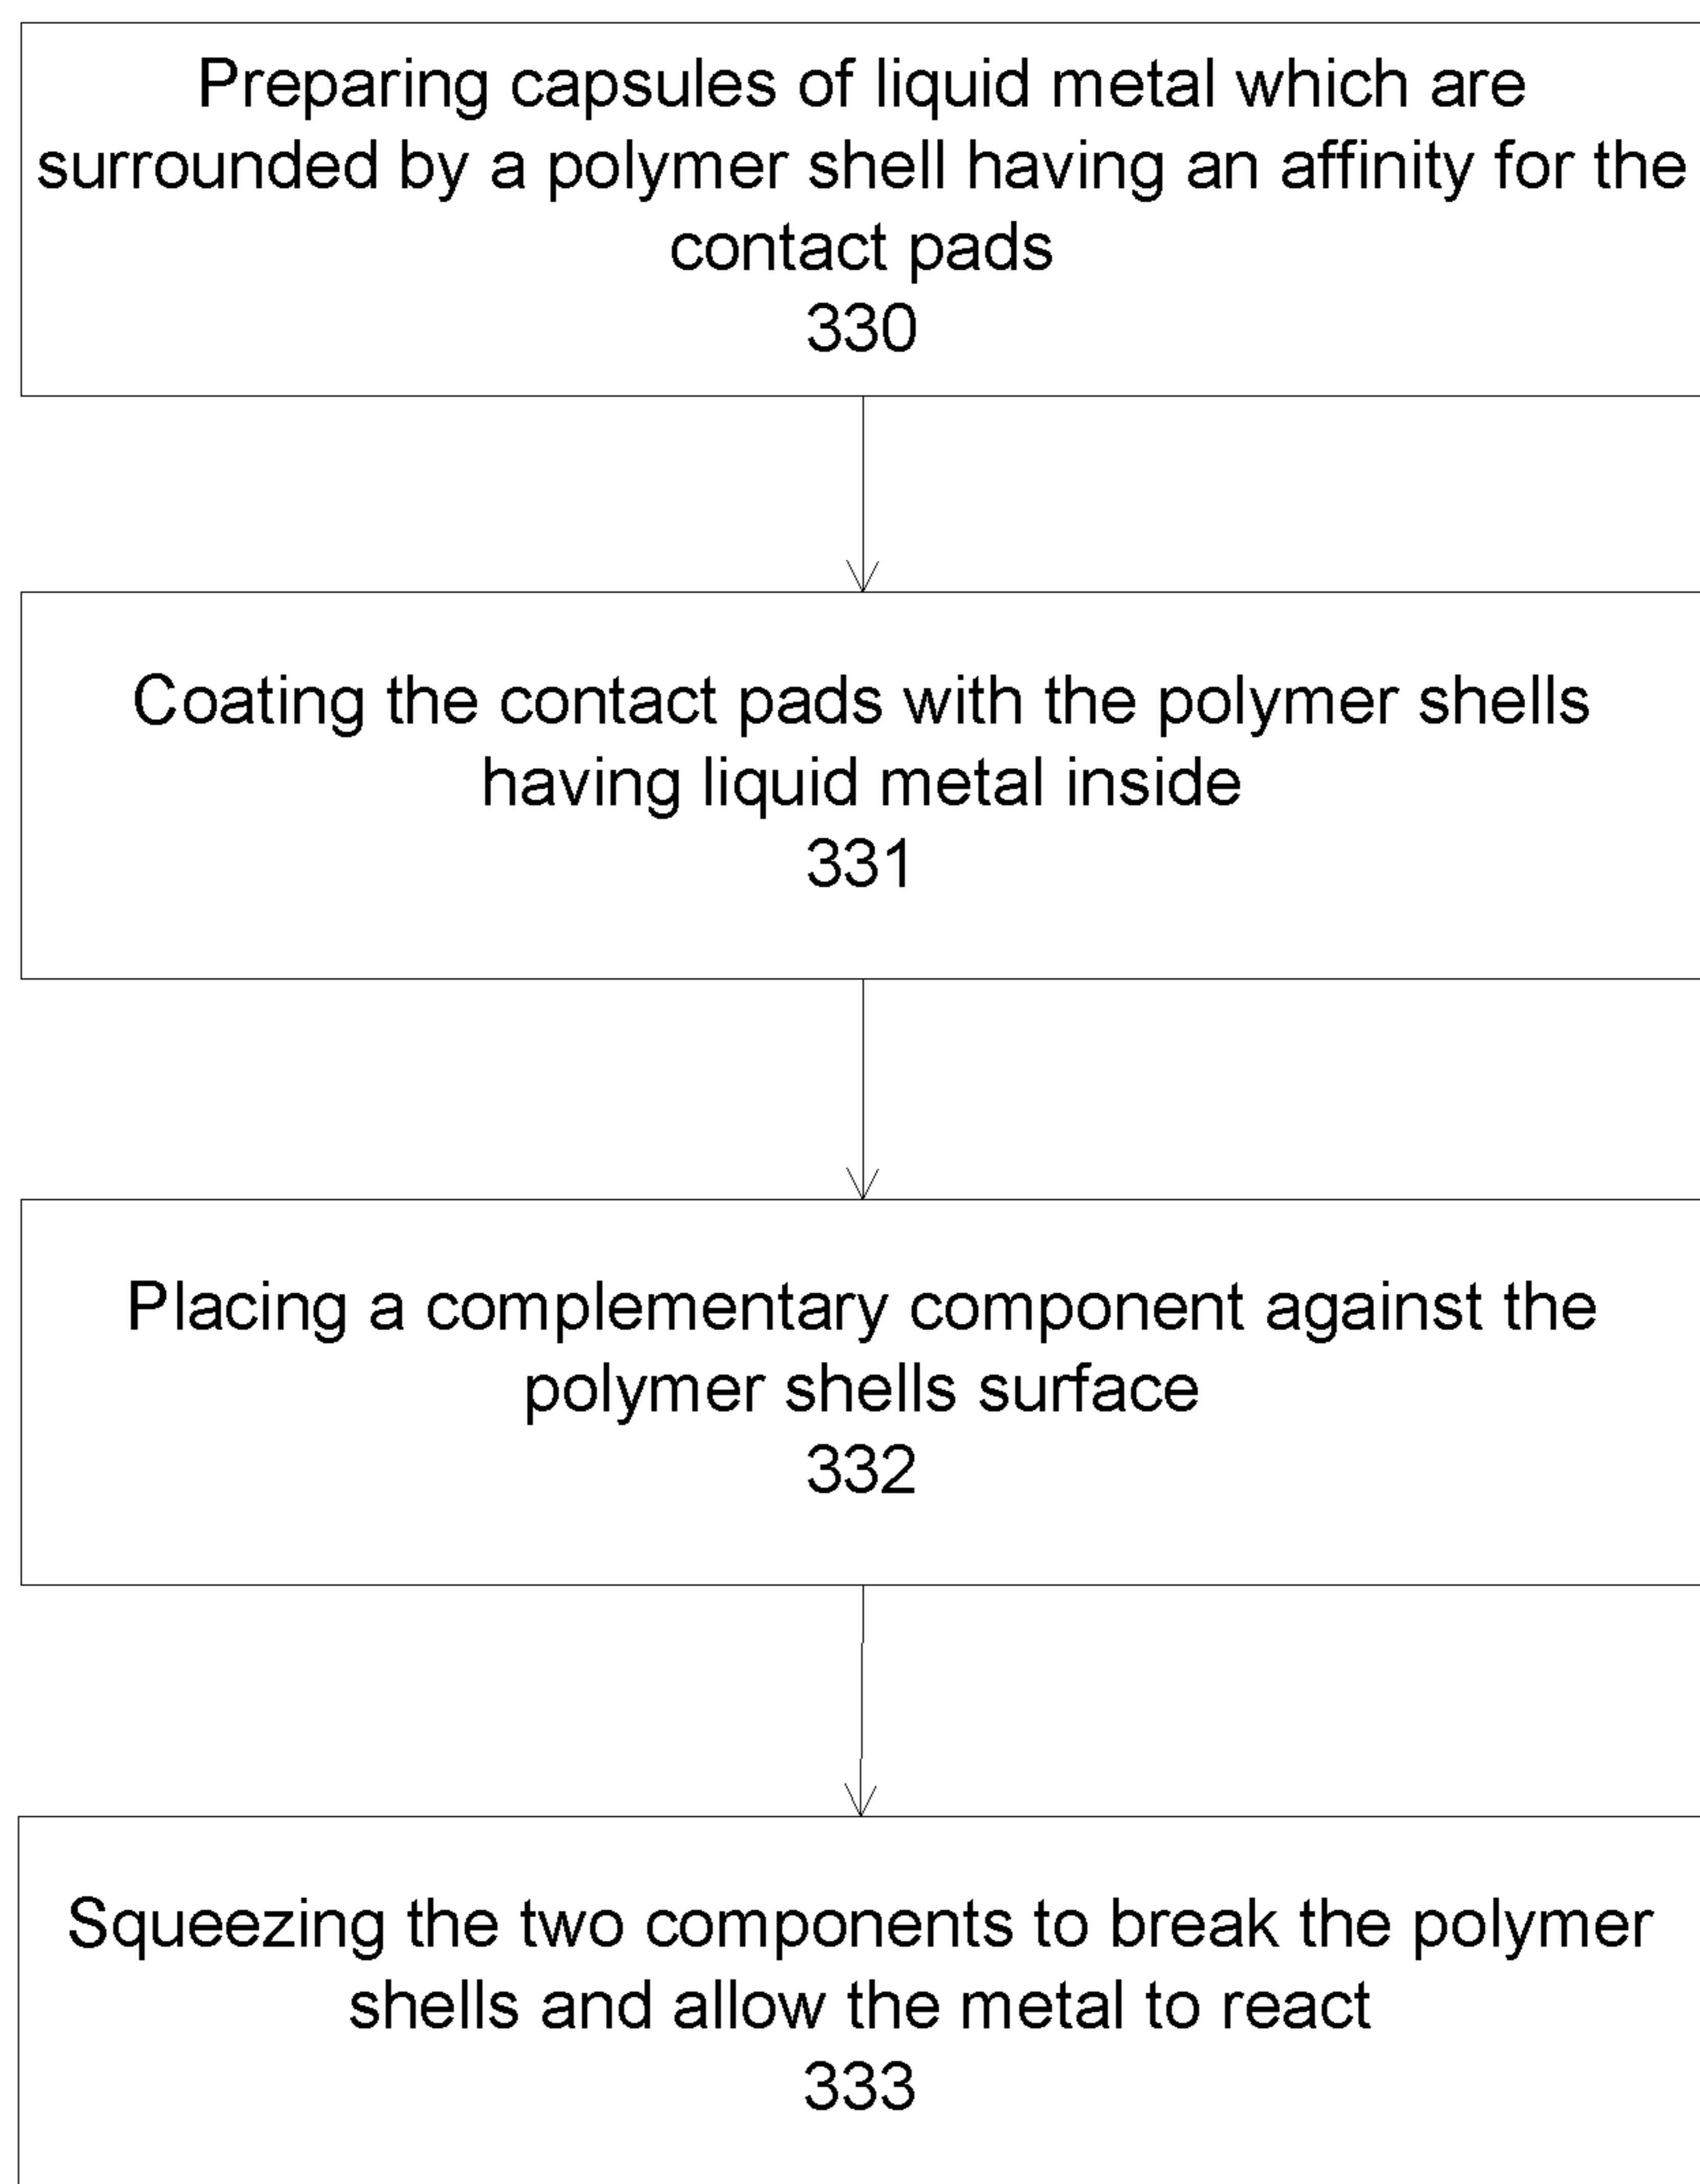 Preparing capsules of liquid metal which are
surrounded by a polymer shell having an affinity for the
contact pads
330
Coating the contact pads with the polymer shells
having liquid metal inside
331
Placing a complementary component against the
polymer shells surface
332
Squeezing the two components to break the polymer
shells and allow the metal to react
333